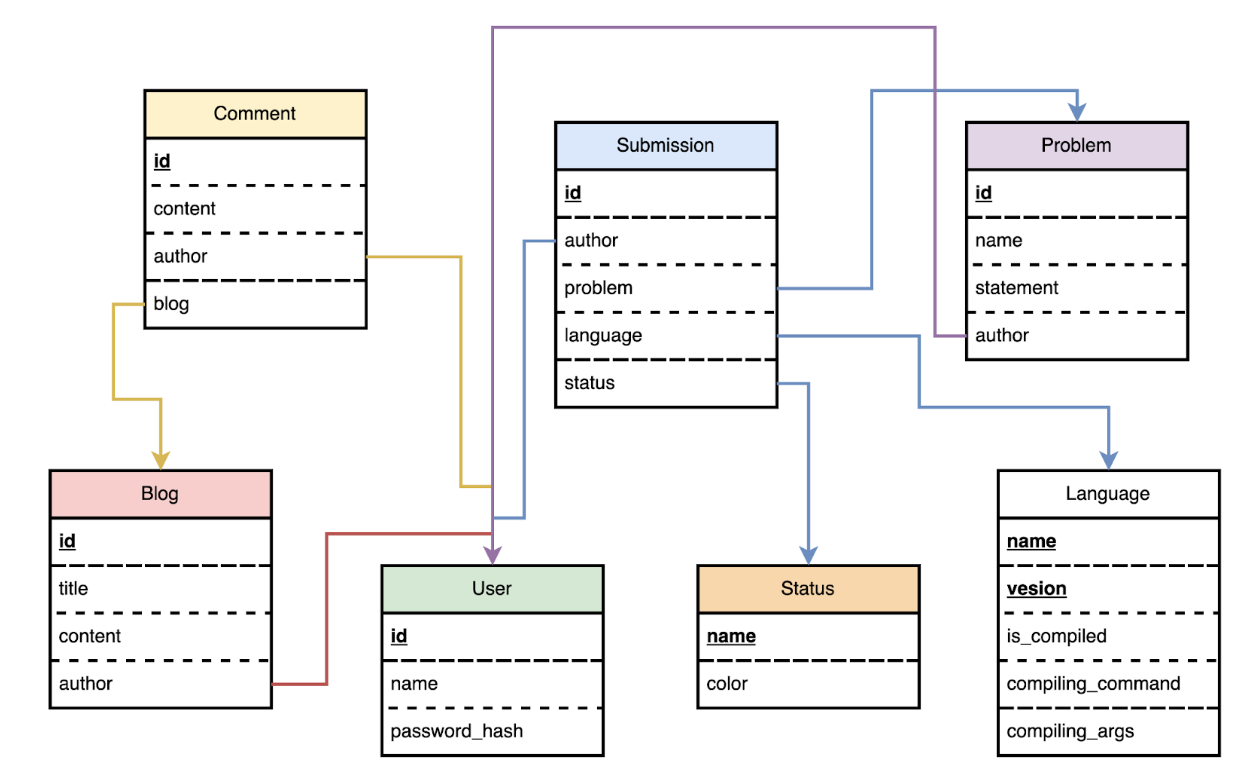 Comment
id
content
author
blog
Submission
id
author
problem
language
status
Problem
id
name
statement
author
Blog
id
title
content
author
User
id
name
password_hash
Status
name
color
Language
name
vesion
is_compiled
compiling_command
compiling_args